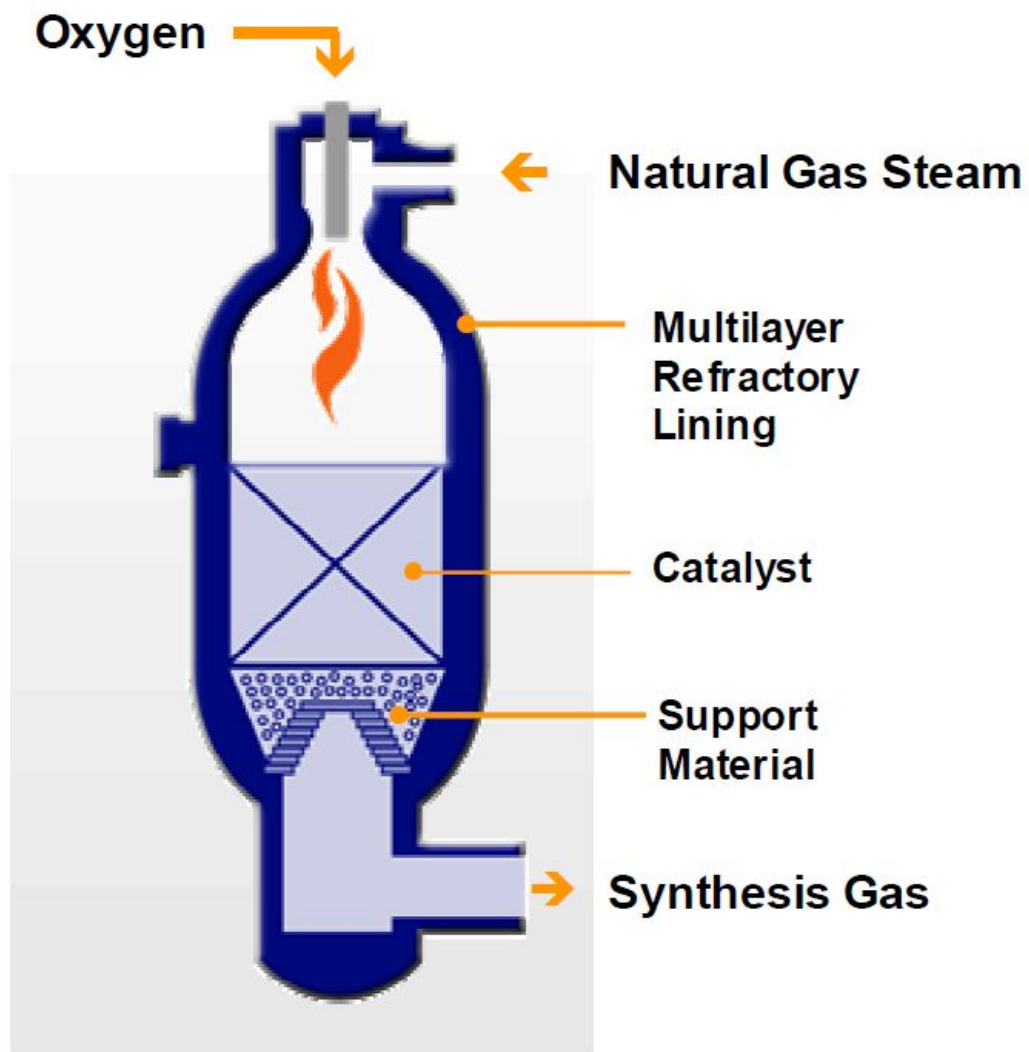 Oxygen
Natural Gas Steam
Multilayer
Refractory
Lining
Catalyst
Support
Material
Synthesis Gas